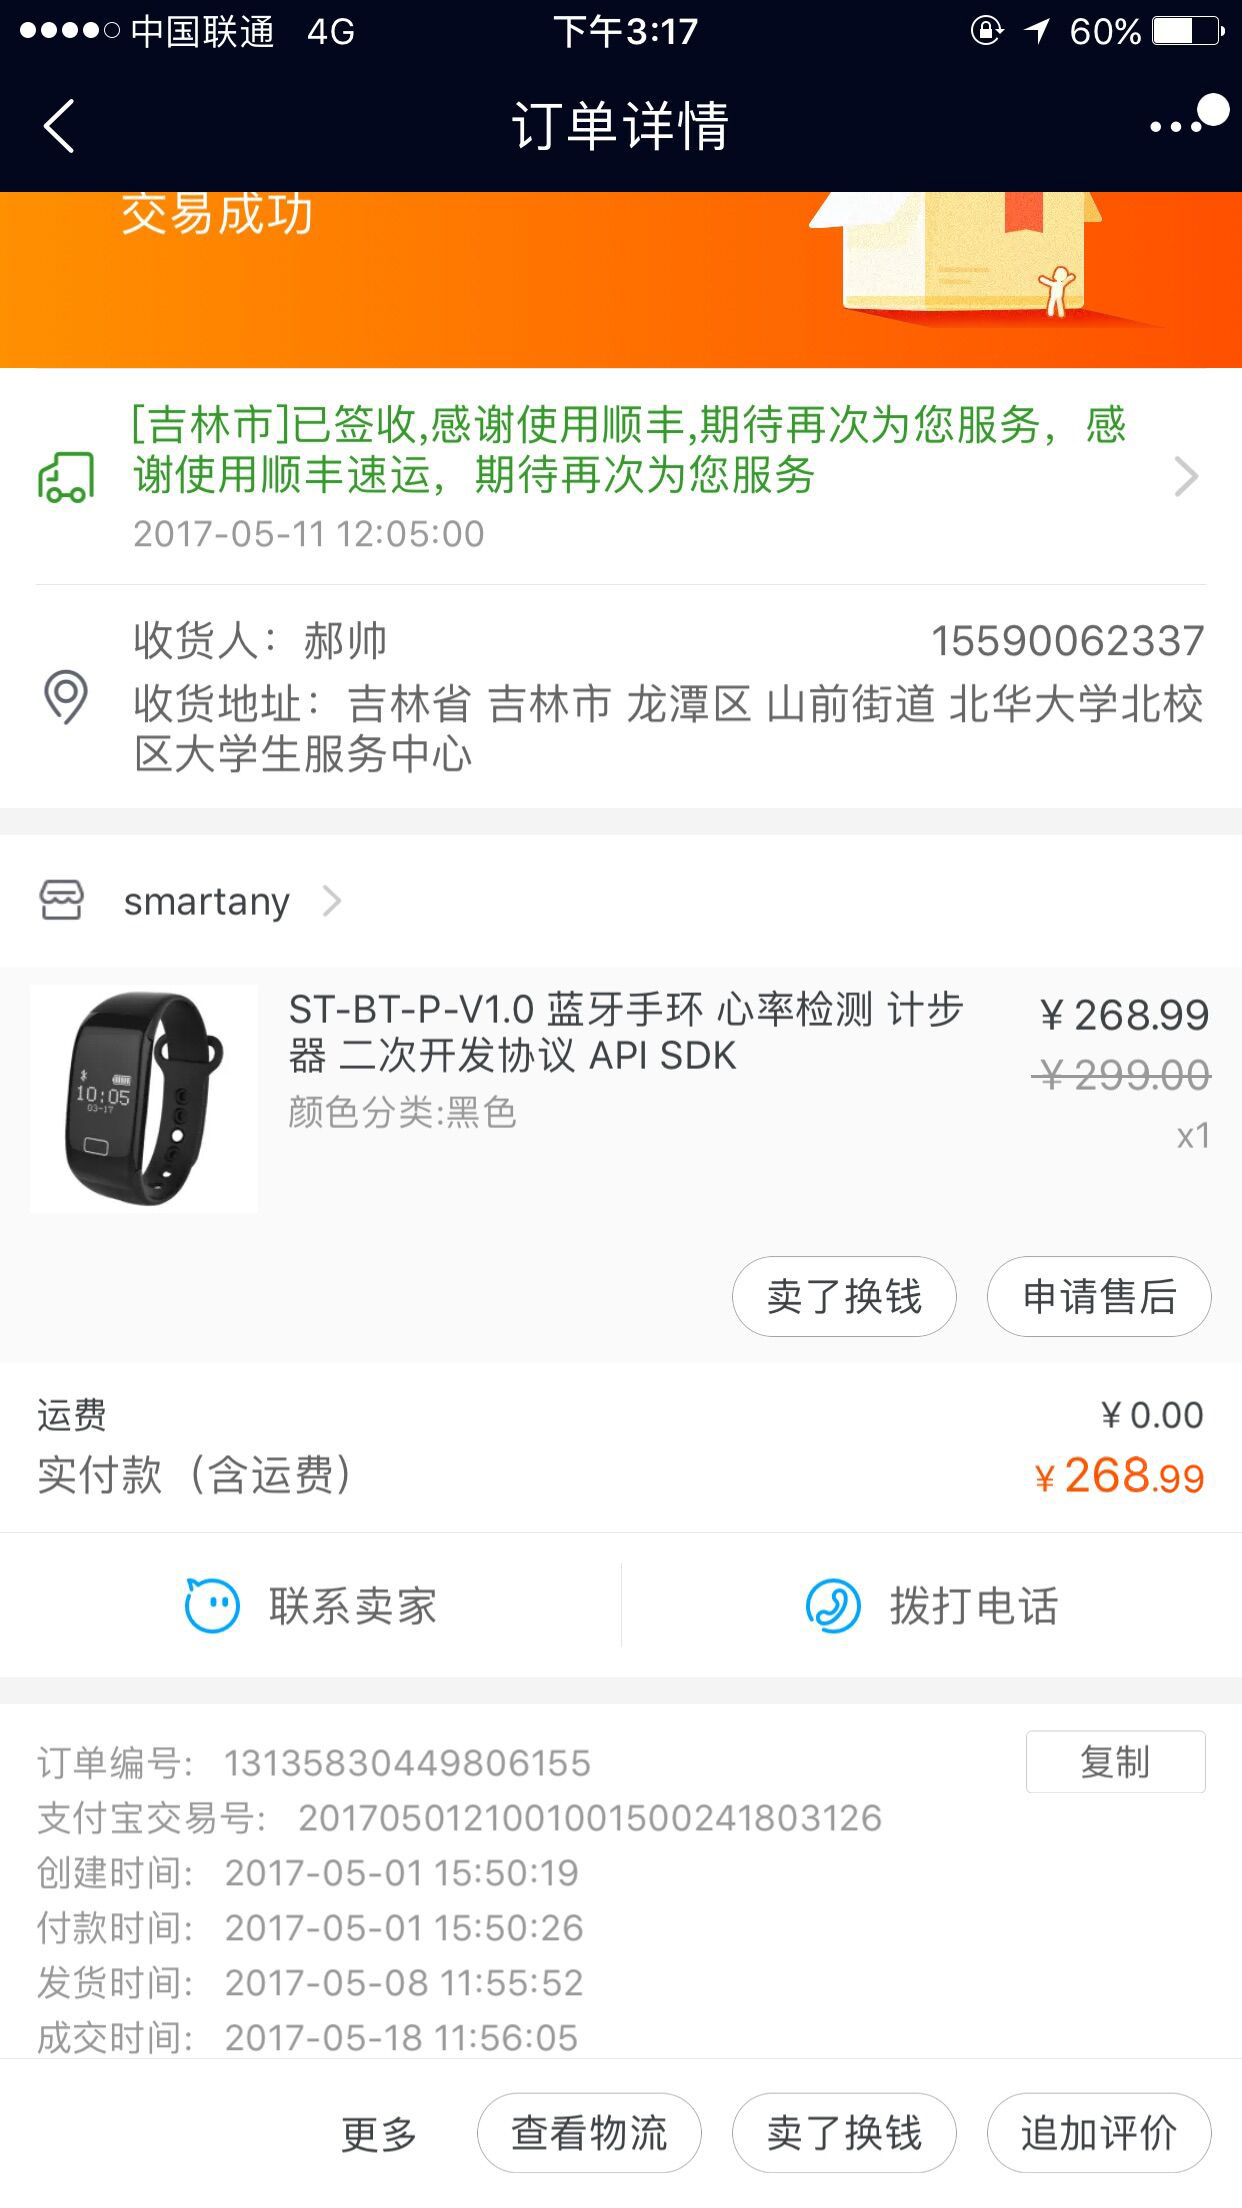 中国联通 4G 下午3:17 60%
订单详情
交易成功
[吉林市]已签收,感谢使用顺丰,期待再次为您服务，感
谢使用顺丰速运，期待再次为您服务
2017-05-11 12:05:00
收货人：郝帅 15590062337
收货地址：吉林省 吉林市 龙潭区 山前街道 北华大学北校
区大学生服务中心
smartany
ST-BT-P-V1.0 蓝牙手环 心率检测 计步 ¥ 268.99
器 二次开发协议 API SDK ¥ 299.00
颜色分类:黑色 x1
10:05
03-17
卖了换钱 申请售后
运费 ¥ 0.00
实付款（含运费） ¥ 268.99
联系卖家 拨打电话
订单编号: 13135830449806155 复制
支付宝交易号: 2017050121001001500241803126
创建时间: 2017-05-01 15:50:19
付款时间: 2017-05-01 15:50:26
发货时间: 2017-05-08 11:55:52
成交时间: 2017-05-18 11:56:05
更多 查看物流 卖了换钱 追加评价